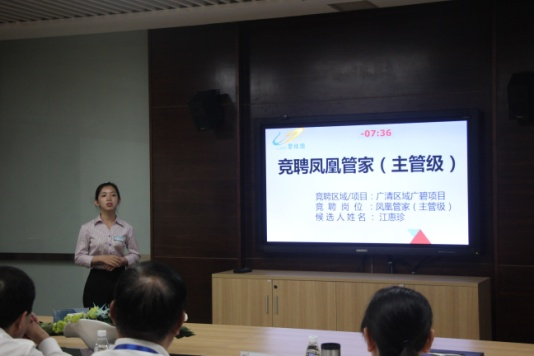 -07:36
竞聘凤凰管家（主管级）
竞聘区域/项目：广清区域广碧项目
竞聘岗位：凤凰管家（主管级）
候选人姓名：江惠珍